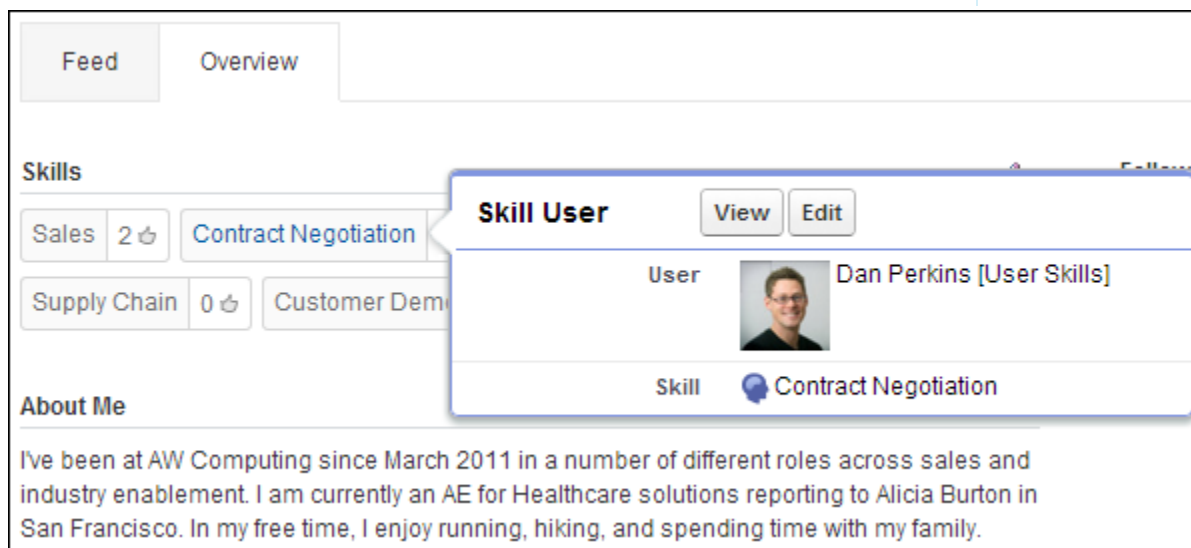 Feed Overview
Skills
Sales 2 Contract Negotiation
Supply Chain 0 Customer
Skill User View Edit
User Dan Perkins [User Skills]
Skill Contract Negotiation
About Me
I've been at AW Computing since March 2011 in a number of different roles across sales and
industry enablement. I am currently an AE for Healthcare solutions reporting to Alicia Burton in
San Francisco. In my free time, I enjoy running, hiking, and spending time with my family.